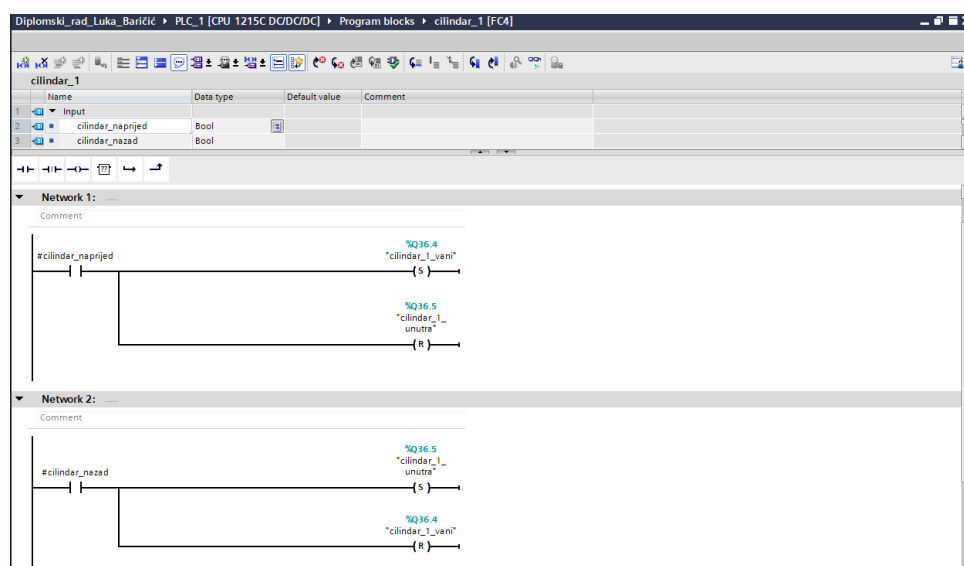 Diplomski_rad_Luka_Baričić ▸ PLC_1 [CPU 1215C DC/DC/DC] ▸ Program blocks ▸ cilindar_1 [FC4]
cilindar_1
Name Data type Default value Comment
1 Input
2 cilindar_naprijed Bool
3 cilindar_nazad Bool
??
Network 1: .....
Comment
%Q36.4
#cilindar_naprijed "cilindar_1_vani"
S
%Q36.5
"cilindar_1_
unutra"
R
Network 2: .....
Comment
%Q36.5
"cilindar_1_
#cilindar_nazad unutra"
S
%Q36.4
"cilindar_1_vani"
R